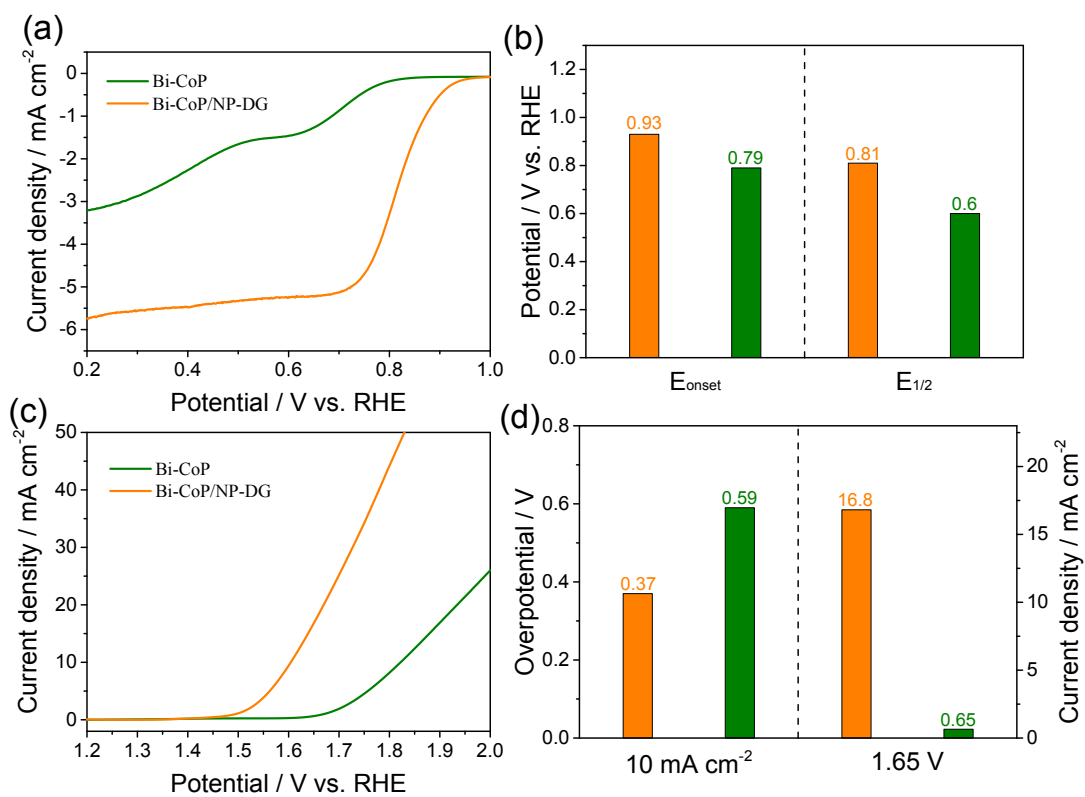 (a)
0
-1
-2
-3
-4
-5
-6
Current density / mA cm⁻²
Bi-CoP
Bi-CoP/NP-DG
0.2 0.4 0.6 0.8 1.0
Potential / V vs. RHE
(b)
1.2
1.0
0.8
0.6
0.4
0.2
0.0
Potential / V vs. RHE
0.93
0.79
0.81
0.6
Eonset E1/2
(c)
50
40
30
20
10
0
Current density / mA cm⁻²
Bi-CoP
Bi-CoP/NP-DG
1.2 1.3 1.4 1.5 1.6 1.7 1.8 1.9 2.0
Potential / V vs. RHE
(d)
0.8
0.6
0.4
0.2
0.0
Overpotential / V
0.37
0.59
16.8
0.65
20
15
10
5
0
Current density / mA cm⁻²
10 mA cm⁻² 1.65 V